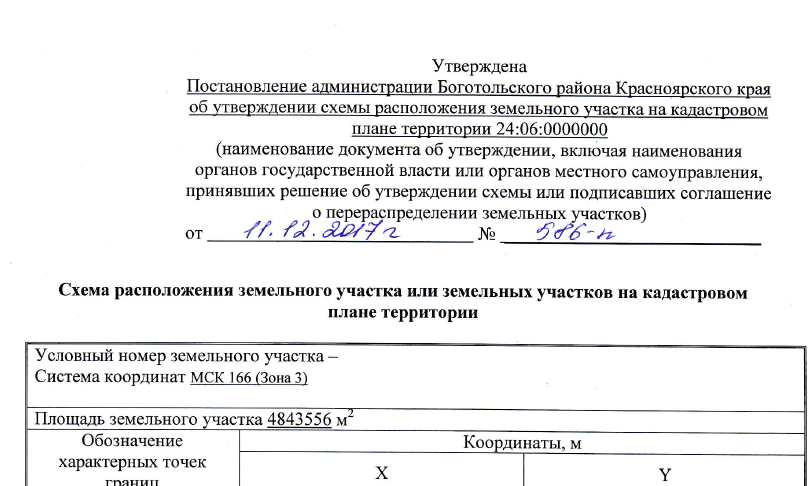 Утверждена
Постановление администрации Боготольского района Красноярского края
об утверждении схемы расположения земельного участка на кадастровом
плане территории 24:06:0000000
(наименование документа об утверждении, включая наименования
органов государственной власти или органов местного самоуправления,
принявших решение об утверждении схемы или подписавших соглашение
о перераспределении земельных участков)
от 11.12.2017г № 586-п
Схема расположения земельного участка или земельных участков на кадастровом
плане территории
Условный номер земельного участка –
Система координат МСК 166 (Зона 3)
Площадь земельного участка 4843556 м²
Обозначение
характерных точек
границ
Координаты, м
X
Y